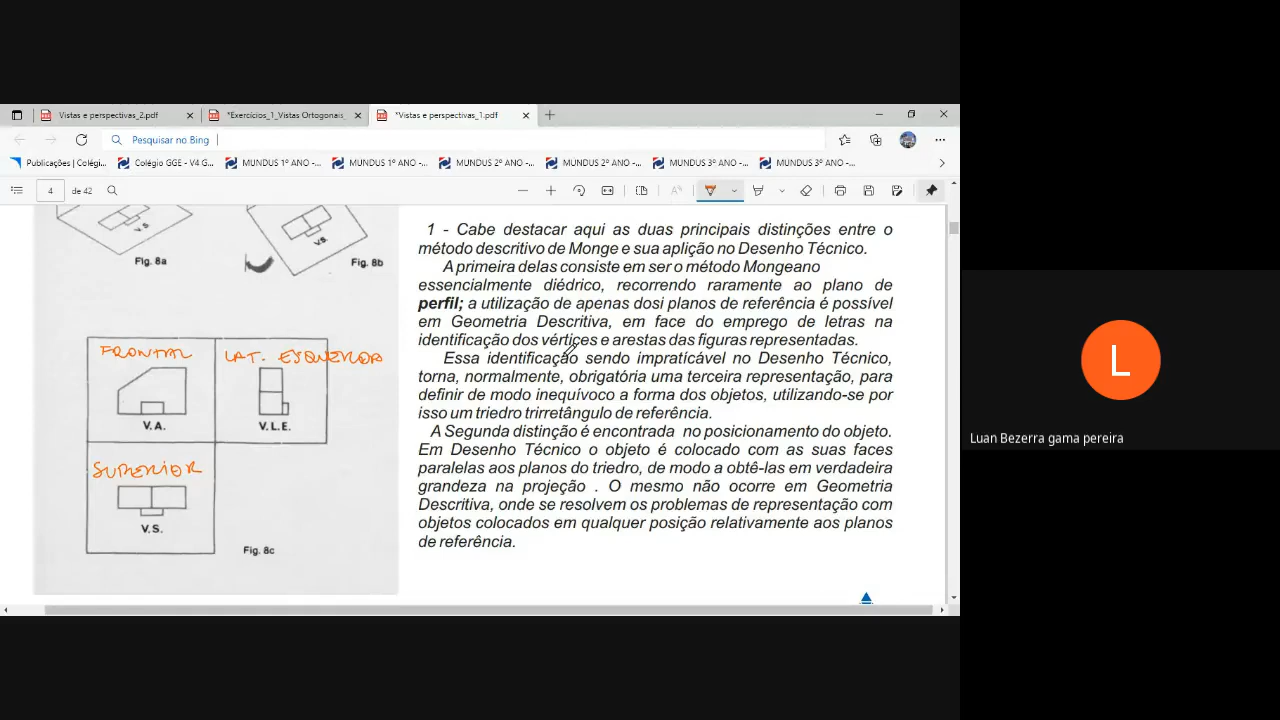 Vistas e perspectivas_2.pdf
*Exercícios_1_Vistas Ortogonais_
*Vistas e perspectivas_1.pdf
Pesquisar no Bing
Publicações | Colégi...
Colégio GGE - V4 G...
MUNDUS 1º ANO -...
MUNDUS 1º ANO -...
MUNDUS 2º ANO -...
MUNDUS 2º ANO -...
MUNDUS 3º ANO -...
MUNDUS 3º ANO -...
4 de 42
V.S
V.S.
Fig. 8a
Fig. 8b
FRONTAL
LAT. ESQUERDA
V.A.
V.L.E.
SUPERIOR
V.S.
Fig. 8c
1 - Cabe destacar aqui as duas principais distinções entre o
método descritivo de Monge e sua aplição no Desenho Técnico.
A primeira delas consiste em ser o método Mongeano
essencialmente diédrico, recorrendo raramente ao plano de
perfil; a utilização de apenas dosi planos de referência é possível
em Geometria Descritiva, em face do emprego de letras na
identificação dos vértices e arestas das figuras representadas.
Essa identificação sendo impratícável no Desenho Técnico,
torna, normalmente, obrigatória uma terceira representação, para
definir de modo inequívoco a forma dos objetos, utilizando-se por
isso um triedro trirretângulo de referência.
A Segunda distinção é encontrada no posicionamento do objeto.
Em Desenho Técnico o objeto é colocado com as suas faces
paralelas aos planos do triedro, de modo a obtê-las em verdadeira
grandeza na projeção . O mesmo não ocorre em Geometria
Descritiva, onde se resolvem os problemas de representação com
objetos colocados em qualquer posição relativamente aos planos
de referência.
L
Luan Bezerra gama pereira